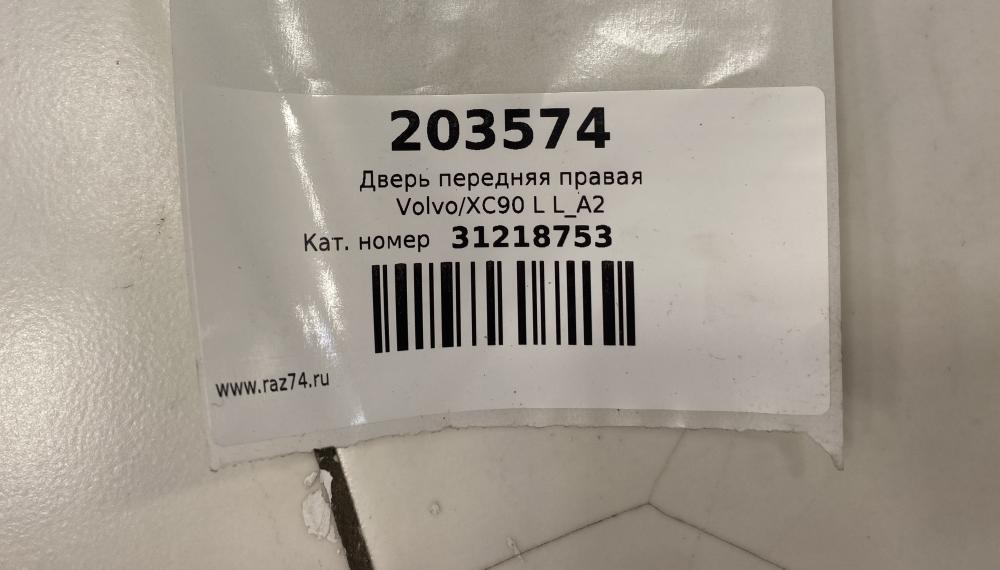 203574
Дверь передняя правая
Volvo/XC90 L L_A2
Кат. номер 31218753
www.raz74.ru